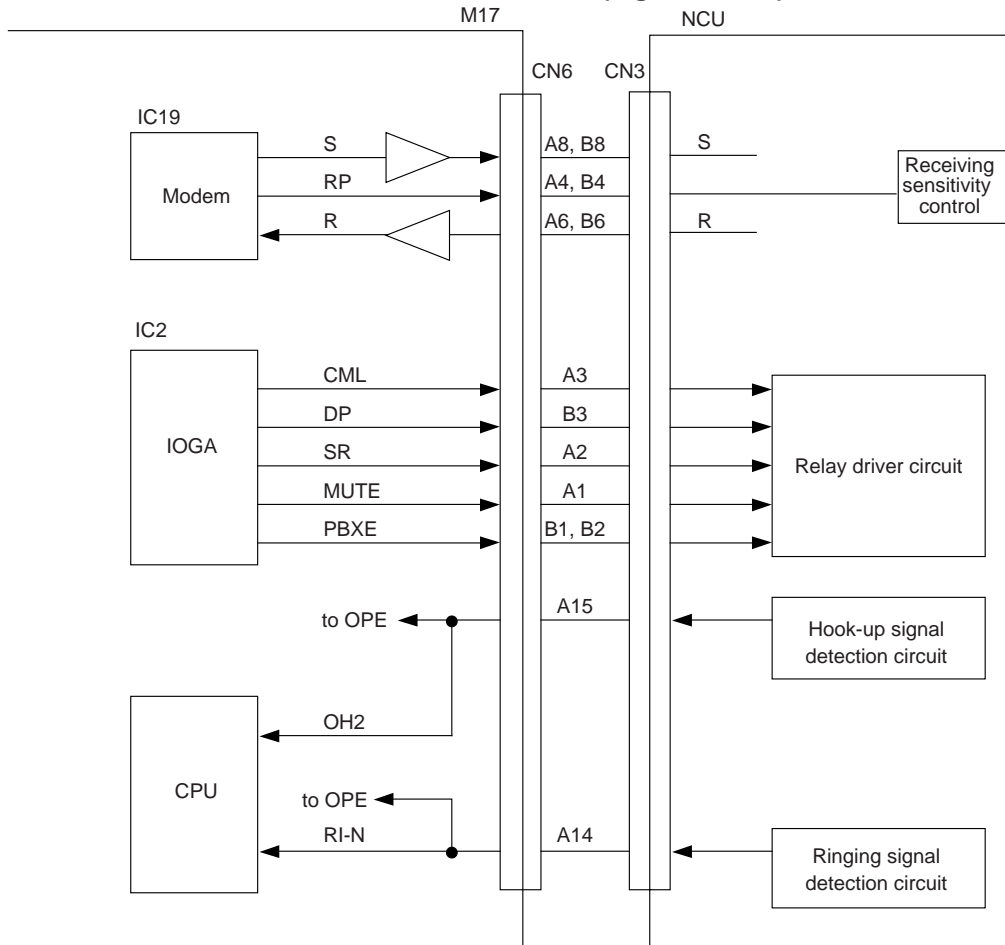 M17
NCU
CN6
CN3
IC19
Modem
S
RP
R
A8, B8
A4, B4
A6, B6
S
R
Receiving
sensitivity
control
IC2
IOGA
CML
DP
SR
MUTE
PBXE
A3
B3
A2
A1
B1, B2
Relay driver circuit
to OPE
A15
Hook-up signal
detection circuit
OH2
CPU
to OPE
RI-N
A14
Ringing signal
detection circuit